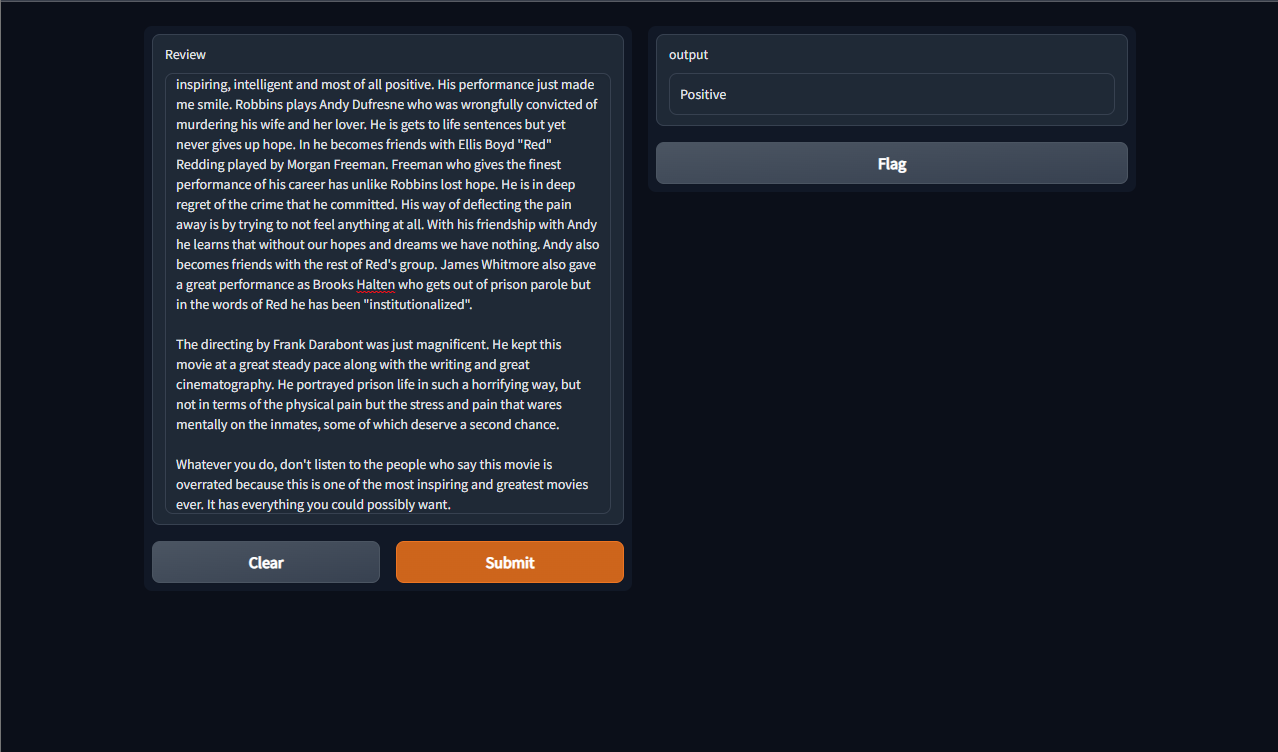 Review
inspiring, intelligent and most of all positive. His performance just made
me smile. Robbins plays Andy Dufresne who was wrongfully convicted of
murdering his wife and her lover. He is gets to life sentences but yet
never gives up hope. In he becomes friends with Ellis Boyd "Red"
Redding played by Morgan Freeman. Freeman who gives the finest
performance of his career has unlike Robbins lost hope. He is in deep
regret of the crime that he committed. His way of deflecting the pain
away is by trying to not feel anything at all. With his friendship with Andy
he learns that without our hopes and dreams we have nothing. Andy also
becomes friends with the rest of Red's group. James Whitmore also gave
a great performance as Brooks Halten who gets out of prison parole but
in the words of Red he has been "institutionalized".
The directing by Frank Darabont was just magnificent. He kept this
movie at a great steady pace along with the writing and great
cinematography. He portrayed prison life in such a horrifying way, but
not in terms of the physical pain but the stress and pain that wares
mentally on the inmates, some of which deserve a second chance.
Whatever you do, don't listen to the people who say this movie is
overrated because this is one of the most inspiring and greatest movies
ever. It has everything you could possibly want.
Clear
Submit
output
Positive
Flag